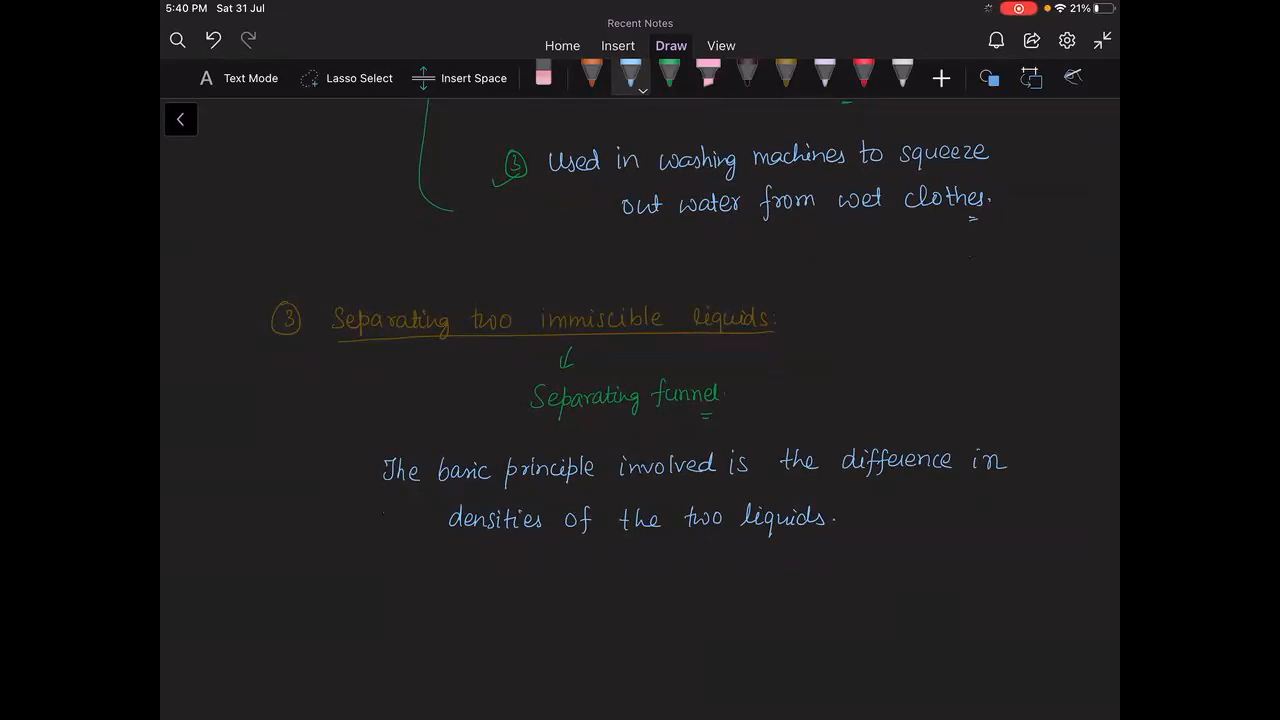 5:40 PM Sat 31 Jul
21%
Recent Notes
Home Insert Draw View
Text Mode Lasso Select Insert Space
③ Used in washing machines to squeeze
out water from wet clothes.
③ Separating two immiscible liquids.
Separating funnel.
The basic principle involved is the difference in
densities of the two liquids.